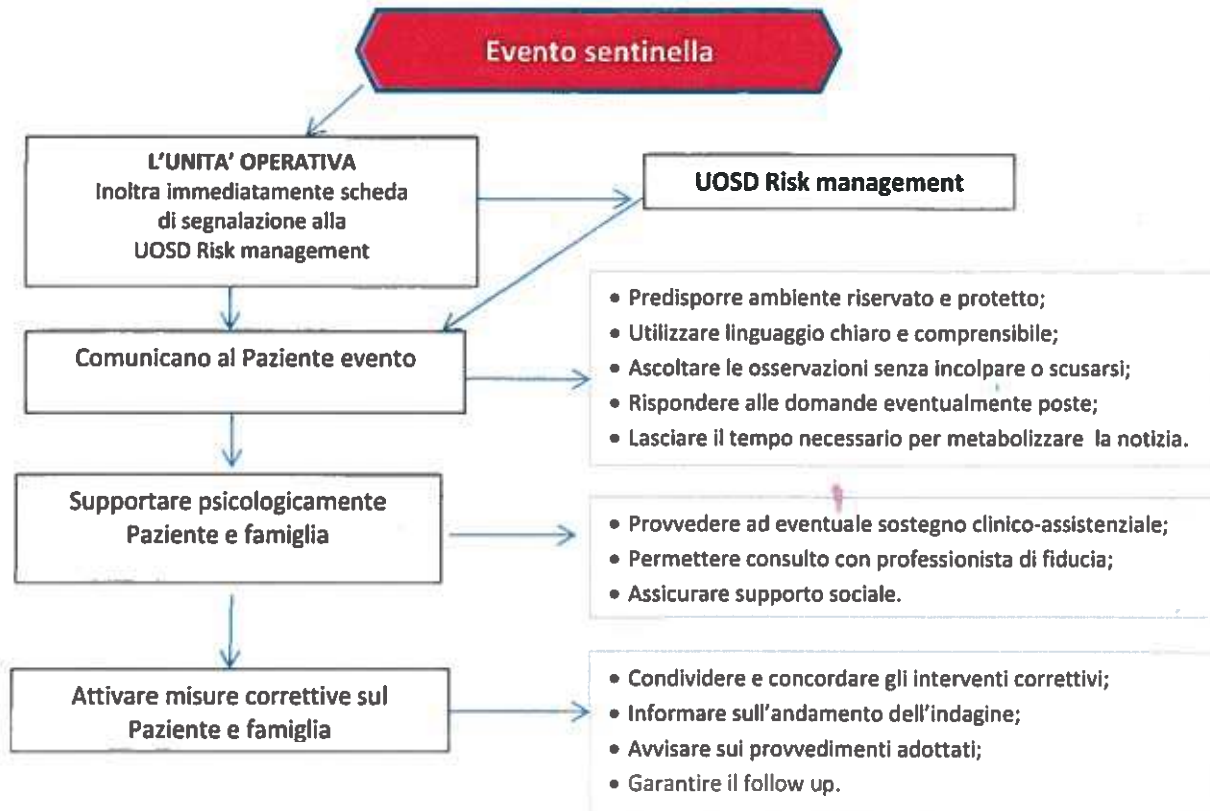 Evento sentinella
L'UNITA' OPERATIVA
Inoltra immediatamente scheda
di segnalazione alla
UOSD Risk management
UOSD Risk management
Comunicano al Paziente evento
• Predisporre ambiente riservato e protetto;
• Utilizzare linguaggio chiaro e comprensibile;
• Ascoltare le osservazioni senza incolpare o scusarsi;
• Rispondere alle domande eventualmente poste;
• Lasciare il tempo necessario per metabolizzare la notizia.
Supportare psicologicamente
Paziente e famiglia
• Provvedere ad eventuale sostegno clinico-assistenziale;
• Permettere consulto con professionista di fiducia;
• Assicurare supporto sociale.
Attivare misure correttive sul
Paziente e famiglia
• Condividere e concordare gli interventi correttivi;
• Informare sull'andamento dell'indagine;
• Avvisare sui provvedimenti adottati;
• Garantire il follow up.